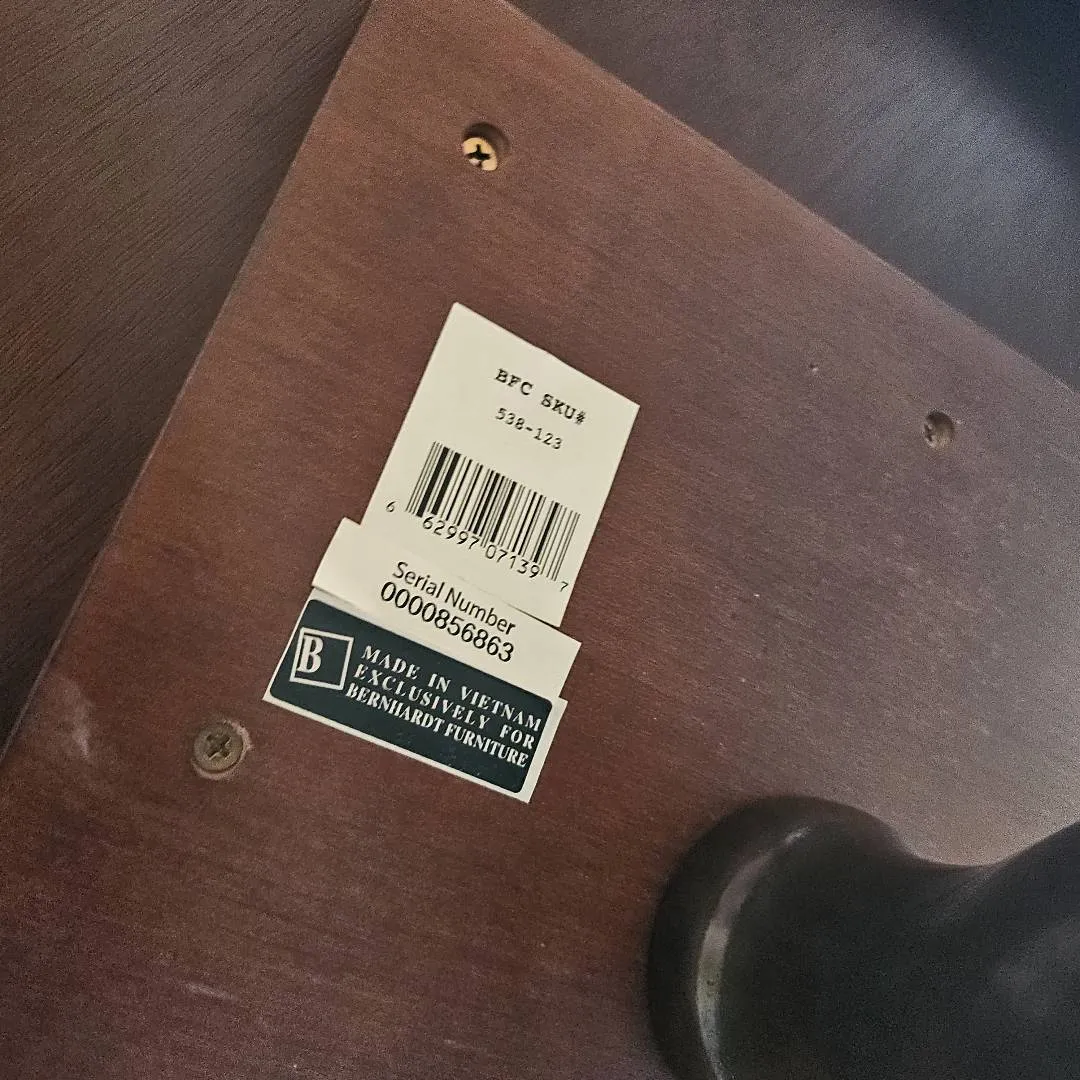 BFC SKU#
538-123
6 62997 07139 7
Serial Number
0000856863
B
MADE IN VIETNAM
EXCLUSIVELY FOR
BERNHARDT FURNITURE